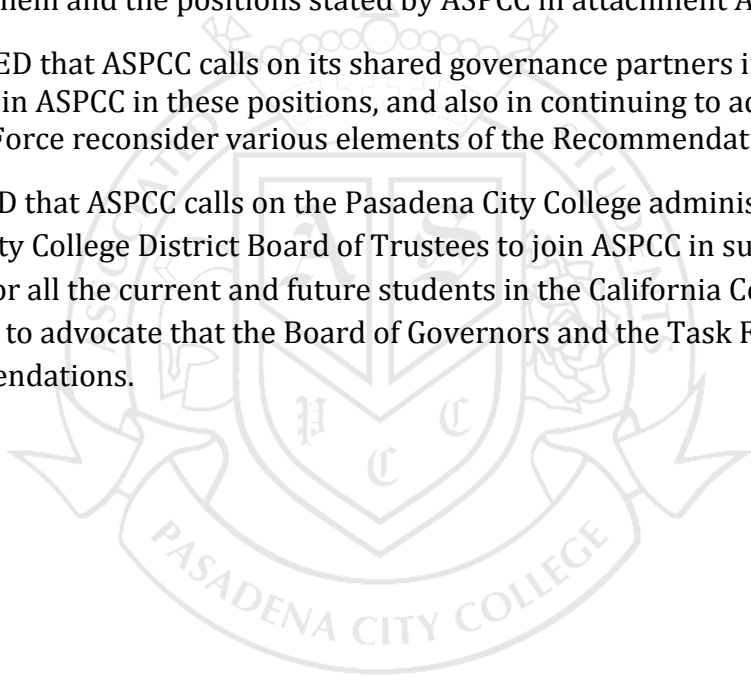 nem and the positions stated by ASPCC in attachment A
ED that ASPCC calls on its shared governance partners i
in ASPCC in these positions, and also in continuing to a
Force reconsider various elements of the Recommendati
D that ASPCC calls on the Pasadena City College adminis
ty College District Board of Trustees to join ASPCC in su
or all the current and future students in the California C
to advocate that the Board of Governors and the Task F
endations.
ASSOCIATED STUDENTS
A S
P C
C
PASADENA CITY COLLEGE